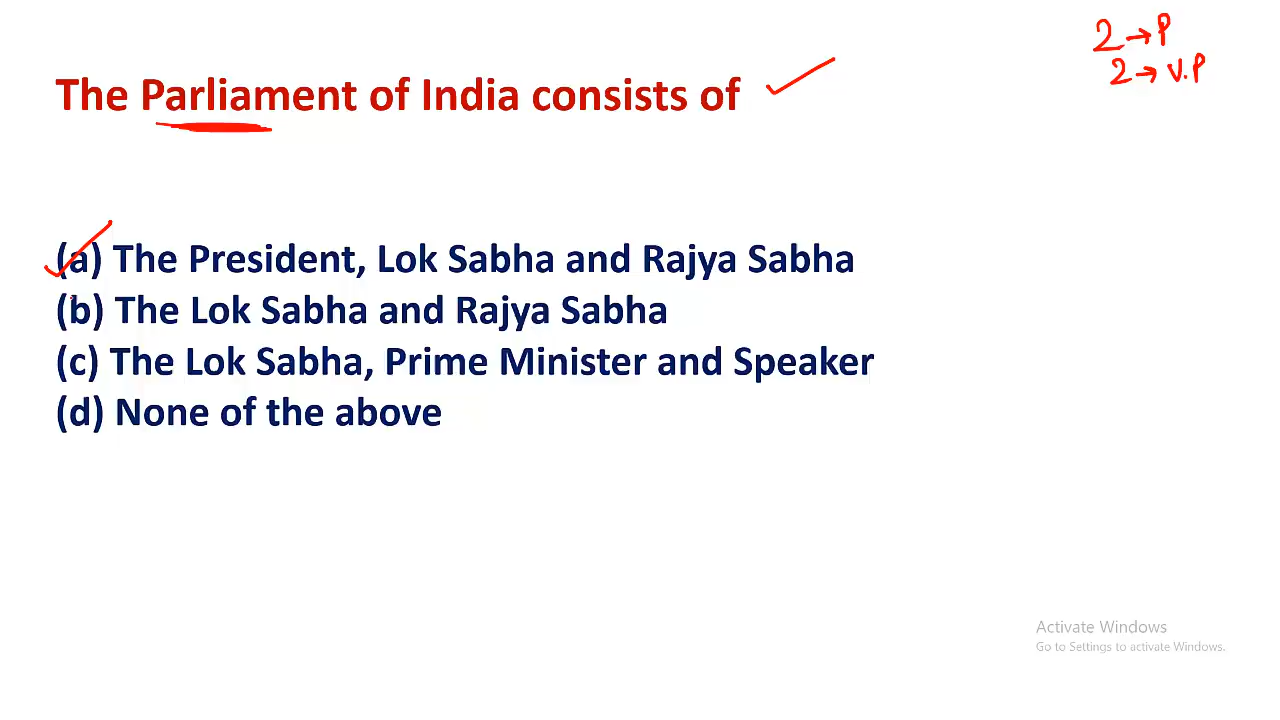 2 → P
2 → V.P
The Parliament of India consists of
(a) The President, Lok Sabha and Rajya Sabha
(b) The Lok Sabha and Rajya Sabha
(c) The Lok Sabha, Prime Minister and Speaker
(d) None of the above
Activate Windows
Go to Settings to activate Windows.